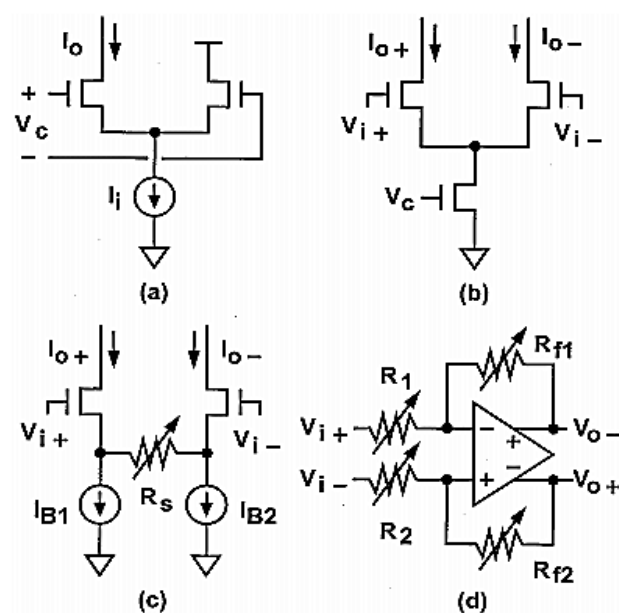 Io
+
Vc
−
Ii
(a)
Io+ Io−
Vi+ Vi−
Vc
(b)
Io+ Io−
Vi+ Vi−
Rs
IB1 IB2
(c)
Rf1
R1
Vi+ − + Vo−
Vi− + − Vo+
R2
Rf2
(d)